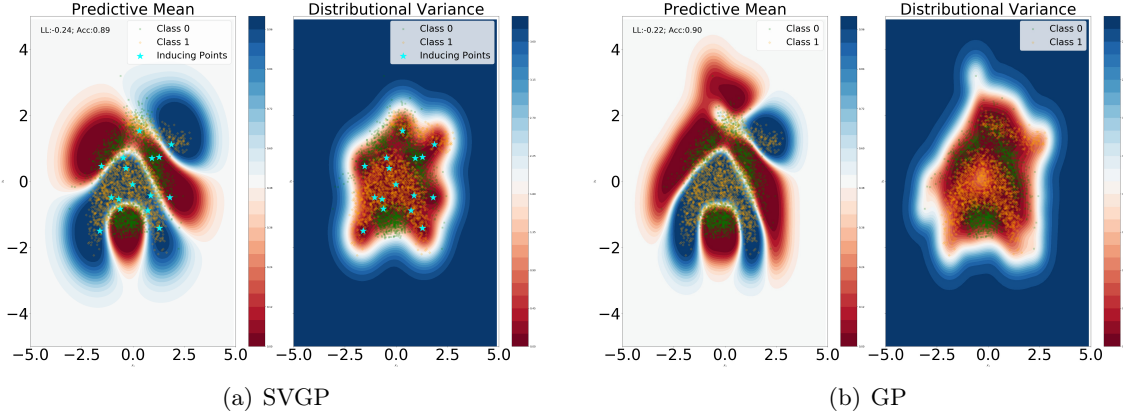 Predictive Mean
LL:-0.24; Acc:0.89
Class 0
Class 1
Inducing Points
4
2
0
−2
−4
−5.0 −2.5 0.0 2.5 5.0
Distributional Variance
Class 0
Class 1
Inducing Points
−5.0 −2.5 0.0 2.5 5.0
(a) SVGP
Predictive Mean
LL:-0.22; Acc:0.90
Class 0
Class 1
4
2
0
−2
−4
−5.0 −2.5 0.0 2.5 5.0
Distributional Variance
Class 0
Class 1
−5.0 −2.5 0.0 2.5 5.0
(b) GP